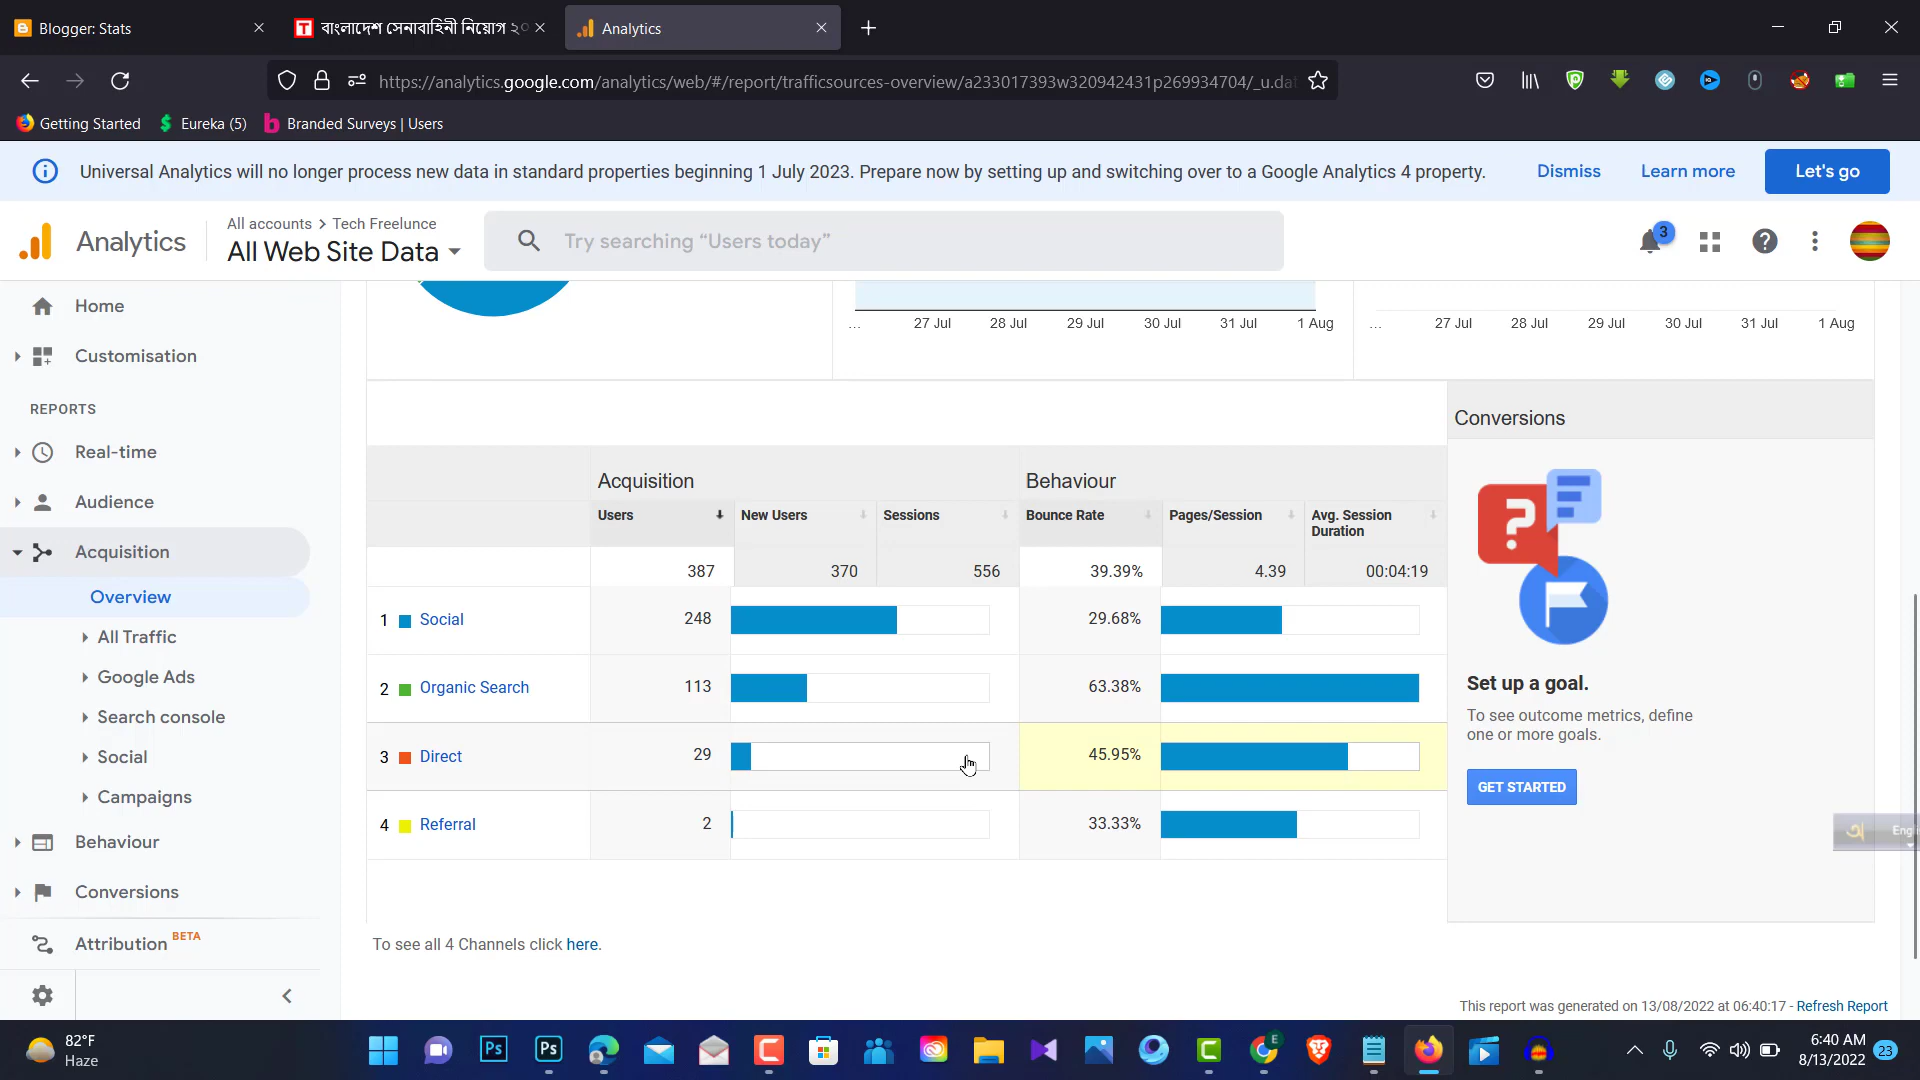 Blogger: Stats
বাংলাদেশ সেনাবাহিনী নিয়োগ
Analytics
https://analytics.google.com/analytics/web/#/report/trafficsources-overview/a233017393w320942431p269934704/_u.dat
Getting Started
Eureka (5)
Branded Surveys | Users
Universal Analytics will no longer process new data in standard properties beginning 1 July 2023. Prepare now by setting up and switching over to a Google Analytics 4 property.
Dismiss
Learn more
Let's go
Analytics
All accounts > Tech Freelunce
All Web Site Data
Try searching “Users today”
3
Home
Customisation
REPORTS
Real-time
Audience
Acquisition
Overview
All Traffic
Google Ads
Search console
Social
Campaigns
Behaviour
Conversions
Attribution BETA
... 27 Jul 28 Jul 29 Jul 30 Jul 31 Jul 1 Aug
... 27 Jul 28 Jul 29 Jul 30 Jul 31 Jul 1 Aug
Acquisition Behaviour
Users New Users Sessions Bounce Rate Pages/Session Avg. Session Duration
387 370 556 39.39% 4.39 00:04:19
1 Social 248 29.68%
2 Organic Search 113 63.38%
3 Direct 29 45.95%
4 Referral 2 33.33%
To see all 4 Channels click here.
Conversions
Set up a goal.
To see outcome metrics, define
one or more goals.
GET STARTED
This report was generated on 13/08/2022 at 06:40:17 - Refresh Report
82°F
Haze
Ps
Ps
E
6:40 AM
8/13/2022
23